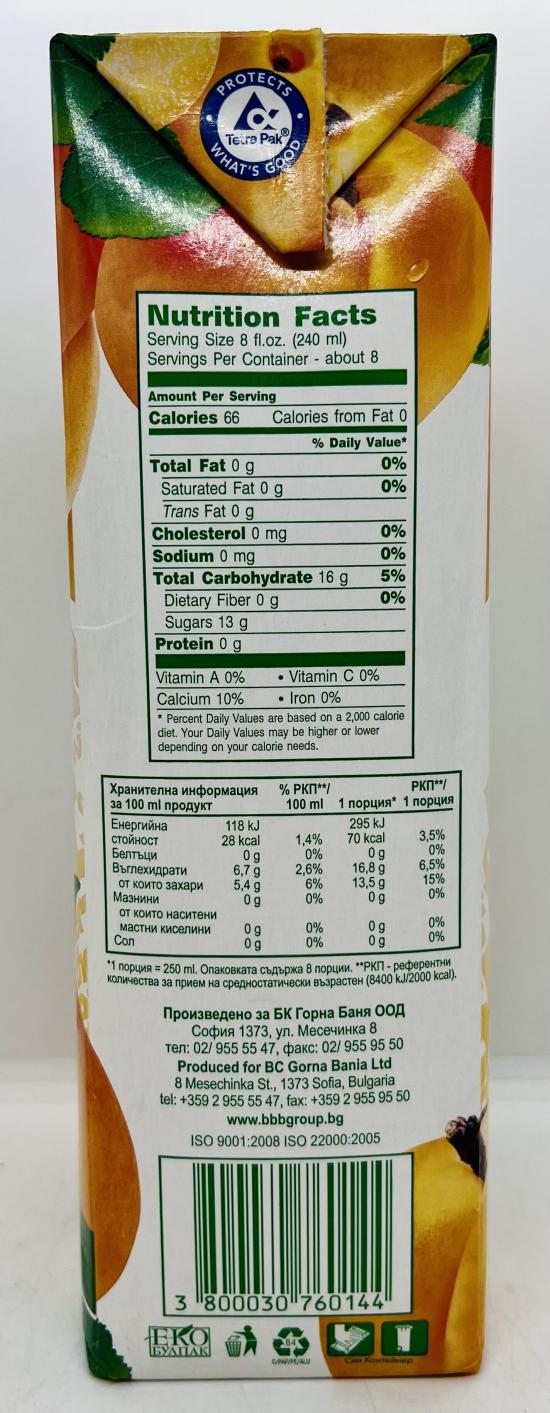 PROTECTS
Tetra Pak®
WHAT'S GOOD
Nutrition Facts
Serving Size 8 fl.oz. (240 ml)
Servings Per Container - about 8
Amount Per Serving
Calories 66 Calories from Fat 0
% Daily Value*
Total Fat 0 g 0%
Saturated Fat 0 g 0%
Trans Fat 0 g
Cholesterol 0 mg 0%
Sodium 0 mg 0%
Total Carbohydrate 16 g 5%
Dietary Fiber 0 g 0%
Sugars 13 g
Protein 0 g
Vitamin A 0% • Vitamin C 0%
Calcium 10% • Iron 0%
* Percent Daily Values are based on a 2,000 calorie
diet. Your Daily Values may be higher or lower
depending on your calorie needs.
Хранителна информация % РКП**/ РКП**/
за 100 ml продукт 100 ml 1 порция* 1 порция
Енергийна 118 kJ 295 kJ
стойност 28 kcal 1,4% 70 kcal 3,5%
Белтъци 0 g 0% 0 g 0%
Въглехидрати 6,7 g 2,6% 16,8 g 6,5%
от които захари 5,4 g 6% 13,5 g 15%
Мазнини 0 g 0% 0 g 0%
от които наситени
мастни киселини 0 g 0% 0 g 0%
Сол 0 g 0% 0 g 0%
*1 порция = 250 ml. Опаковката съдържа 8 порции. **РКП - референтни
количества за прием на средностатически възрастен (8400 kJ/2000 kcal).
Произведено за БК Горна Баня ООД
София 1373, ул. Месечинка 8
тел: 02/ 955 55 47, факс: 02/ 955 95 50
Produced for BC Gorna Bania Ltd
8 Mesechinka St., 1373 Sofia, Bulgaria
tel: +359 2 955 55 47, fax: +359 2 955 95 50
www.bbbgroup.bg
ISO 9001:2008 ISO 22000:2005
3 800030 760144
ЕКО
БУЛПАК
84
C/PAP/PE/ALU
Син Контейнер